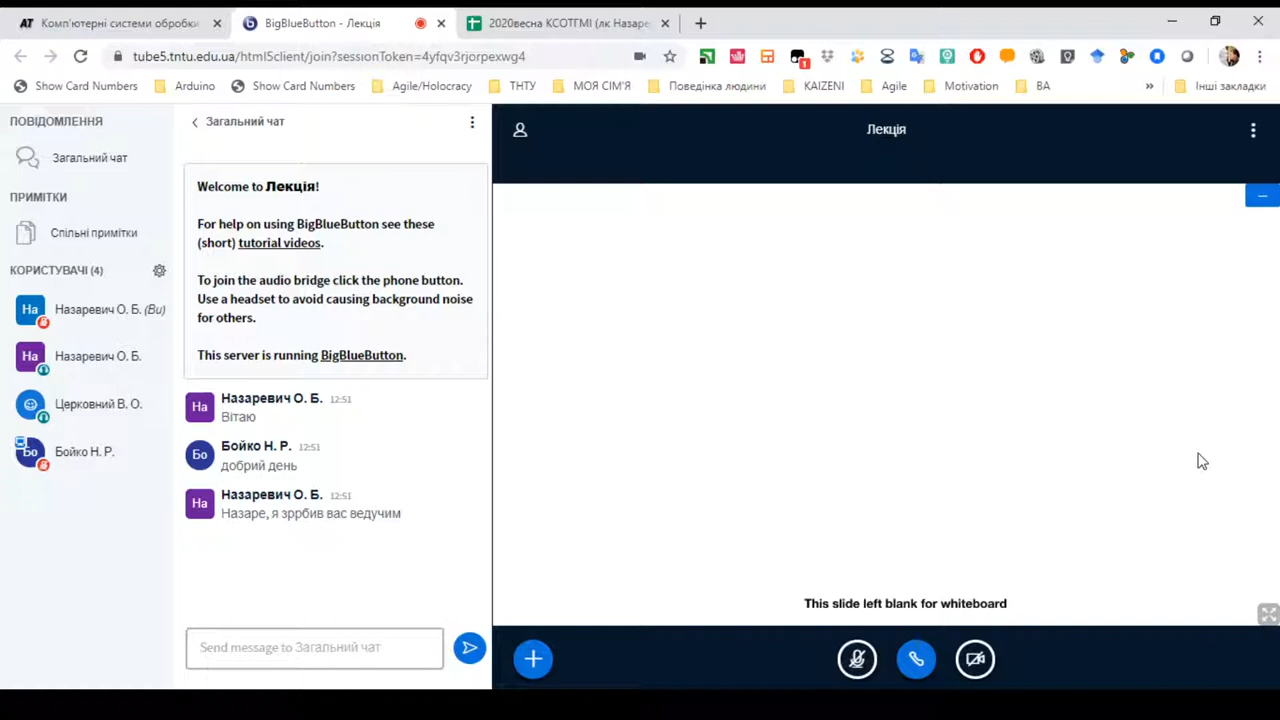 Комп'ютерні системи обробки
BigBlueButton - Лекція
2020весна КСОТГМІ (лк Назаре
tube5.tntu.edu.ua/html5client/join?sessionToken=4yfqv3rjorpexwg4
1
Show Card Numbers
Arduino
Show Card Numbers
Agile/Holocracy
ТНТУ
МОЯ СІМ'Я
Поведінка людини
KAIZENI
Agile
Motivation
BA
»
Інші закладки
ПОВІДОМЛЕННЯ
Загальний чат
ПРИМІТКИ
Спільні примітки
КОРИСТУВАЧІ (4)
На
Назаревич О. Б. (Ви)
На
Назаревич О. Б.
Церковний В. О.
Бо
Бойко Н. Р.
Загальний чат
Welcome to Лекція!
For help on using BigBlueButton see these
(short) tutorial videos.
To join the audio bridge click the phone button.
Use a headset to avoid causing background noise
for others.
This server is running BigBlueButton.
На
Назаревич О. Б. 12:51
Вітаю
Бо
Бойко Н. Р. 12:51
добрий день
На
Назаревич О. Б. 12:51
Назаре, я зррбив вас ведучим
Send message to Загальний чат
Лекція
This slide left blank for whiteboard